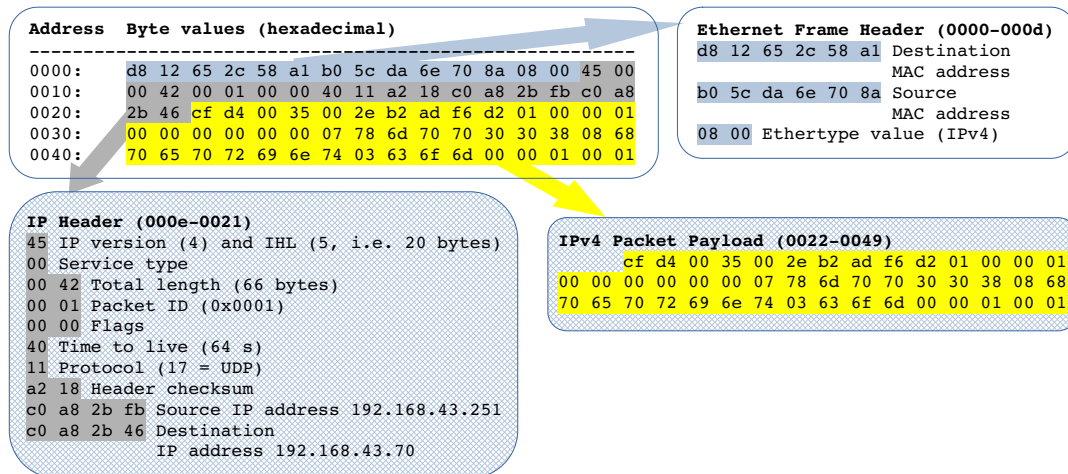 Address  Byte values (hexadecimal)
-----------------------------------------------------
0000:    d8 12 65 2c 58 a1 b0 5c da 6e 70 8a 08 00 45 00
0010:    00 42 00 01 00 00 40 11 a2 18 c0 a8 2b fb c0 a8
0020:    2b 46 cf d4 00 35 00 2e b2 ad f6 d2 01 00 00 01
0030:    00 00 00 00 00 00 07 78 6d 70 70 30 30 38 08 68
0040:    70 65 70 72 69 6e 74 03 63 6f 6d 00 00 01 00 01
Ethernet Frame Header (0000-000d)
d8 12 65 2c 58 a1 Destination
MAC address
b0 5c da 6e 70 8a Source
MAC address
08 00 Ethertype value (IPv4)
IP Header (000e-0021)
45 IP version (4) and IHL (5, i.e. 20 bytes)
00 Service type
00 42 Total length (66 bytes)
00 01 Packet ID (0x0001)
00 00 Flags
40 Time to live (64 s)
11 Protocol (17 = UDP)
a2 18 Header checksum
c0 a8 2b fb Source IP address 192.168.43.251
c0 a8 2b 46 Destination
IP address 192.168.43.70
IPv4 Packet Payload (0022-0049)
cf d4 00 35 00 2e b2 ad f6 d2 01 00 00 01
00 00 00 00 00 00 07 78 6d 70 70 30 30 38 08 68
70 65 70 72 69 6e 74 03 63 6f 6d 00 00 01 00 01